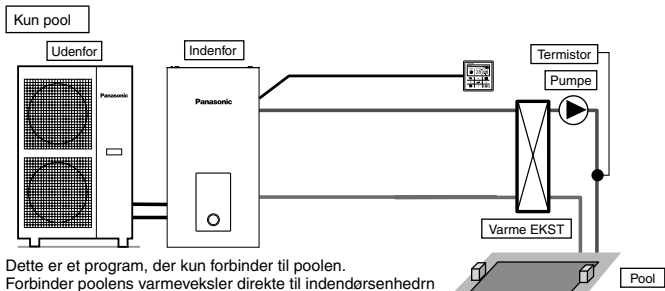 Kun pool
Udenfor
Indenfor
Termistor
Pumpe
Panasonic
Panasonic
Varme EKST
Pool
Dette er et program, der kun forbinder til poolen.
Forbinder poolens varmeveksler direkte til indendørsenhedrn